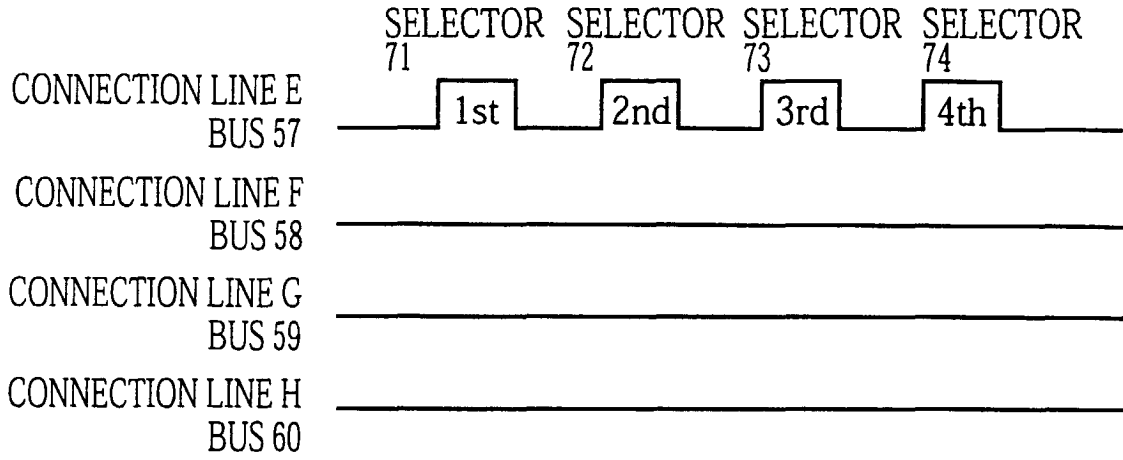 SELECTOR 71 SELECTOR 72 SELECTOR 73 SELECTOR 74
CONNECTION LINE E
BUS 57
1st 2nd 3rd 4th
CONNECTION LINE F
BUS 58
CONNECTION LINE G
BUS 59
CONNECTION LINE H
BUS 60